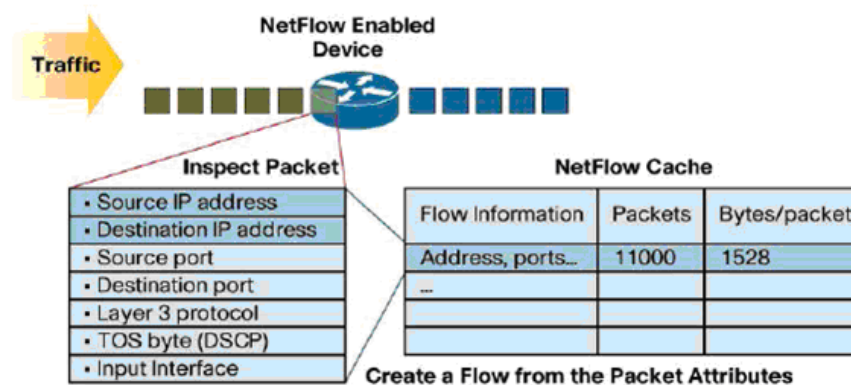 NetFlow Enabled
Device
Traffic
Inspect Packet
NetFlow Cache
▪ Source IP address
▪ Destination IP address
▪ Source port
▪ Destination port
▪ Layer 3 protocol
▪ TOS byte (DSCP)
▪ Input Interface
Flow Information Packets Bytes/packet
Address, ports... 11000 1528
...
Create a Flow from the Packet Attributes